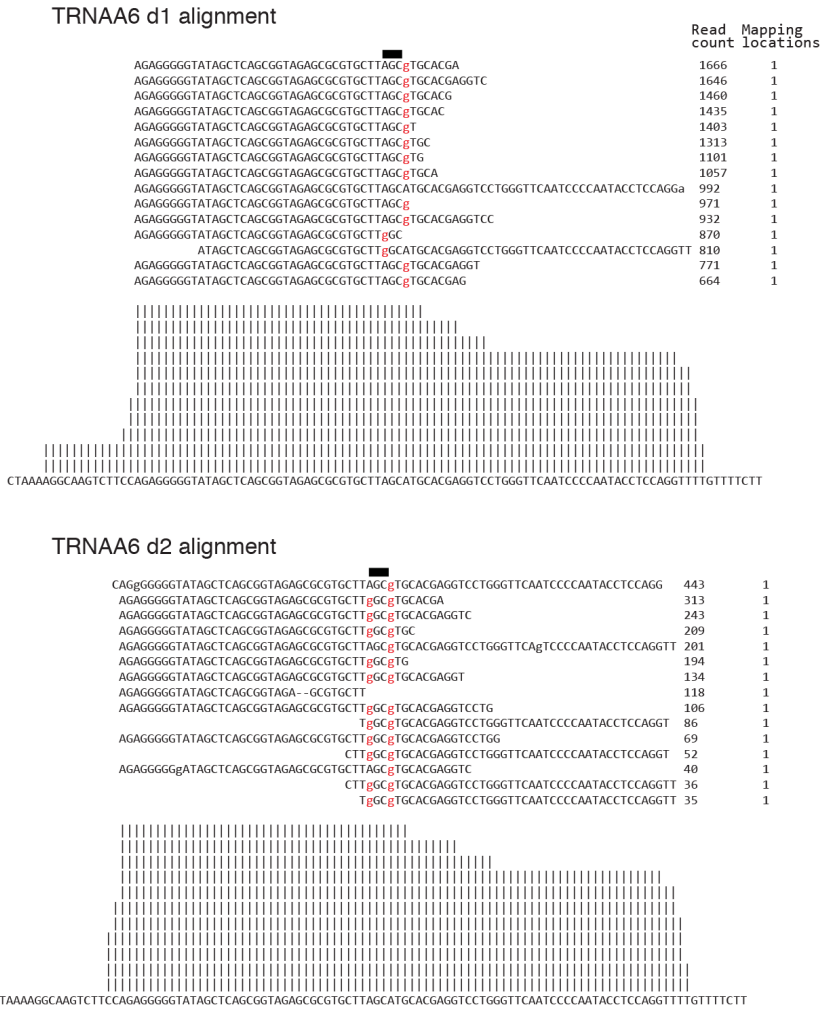 TRNAA6 d1 alignment
Read Mapping
count locations
AGAGGGGGTATAGCTCAGCGGTAGAGCGCGTGCTTAGCgTGCACGA 1666 1
AGAGGGGGTATAGCTCAGCGGTAGAGCGCGTGCTTAGCgTGCACGAGGTC 1646 1
AGAGGGGGTATAGCTCAGCGGTAGAGCGCGTGCTTAGCgTGCACG 1460 1
AGAGGGGGTATAGCTCAGCGGTAGAGCGCGTGCTTAGCgTGCAC 1435 1
AGAGGGGGTATAGCTCAGCGGTAGAGCGCGTGCTTAGCgT 1403 1
AGAGGGGGTATAGCTCAGCGGTAGAGCGCGTGCTTAGCgTGC 1313 1
AGAGGGGGTATAGCTCAGCGGTAGAGCGCGTGCTTAGCgTG 1101 1
AGAGGGGGTATAGCTCAGCGGTAGAGCGCGTGCTTAGCgTGCA 1057 1
AGAGGGGGTATAGCTCAGCGGTAGAGCGCGTGCTTAGCATGCACGAGGTCCTGGGTTCAATCCCCAATACCTCCAGGa 992 1
AGAGGGGGTATAGCTCAGCGGTAGAGCGCGTGCTTAGCg 971 1
AGAGGGGGTATAGCTCAGCGGTAGAGCGCGTGCTTAGCgTGCACGAGGTCC 932 1
AGAGGGGGTATAGCTCAGCGGTAGAGCGCGTGCTTgGC 870 1
ATAGCTCAGCGGTAGAGCGCGTGCTTgGCATGCACGAGGTCCTGGGTTCAATCCCCAATACCTCCAGGTT 810 1
AGAGGGGGTATAGCTCAGCGGTAGAGCGCGTGCTTAGCgTGCACGAGGT 771 1
AGAGGGGGTATAGCTCAGCGGTAGAGCGCGTGCTTAGCgTGCACGAG 664 1
CTAAAAGGCAAGTCTTCCAGAGGGGGTATAGCTCAGCGGTAGAGCGCGTGCTTAGCATGCACGAGGTCCTGGGTTCAATCCCCAATACCTCCAGGTTTTGTTTTCTT
TRNAA6 d2 alignment
CAGgGGGGGTATAGCTCAGCGGTAGAGCGCGTGCTTAGCgTGCACGAGGTCCTGGGTTCAATCCCCAATACCTCCAGG 443 1
AGAGGGGGTATAGCTCAGCGGTAGAGCGCGTGCTTgGCgTGCACGA 313 1
AGAGGGGGTATAGCTCAGCGGTAGAGCGCGTGCTTgGCgTGCACGAGGTC 243 1
AGAGGGGGTATAGCTCAGCGGTAGAGCGCGTGCTTgGCgTGC 209 1
AGAGGGGGTATAGCTCAGCGGTAGAGCGCGTGCTTAGCgTGCACGAGGTCCTGGGTTCAgTCCCCAATACCTCCAGGTT 201 1
AGAGGGGGTATAGCTCAGCGGTAGAGCGCGTGCTTgGCgTG 194 1
AGAGGGGGTATAGCTCAGCGGTAGAGCGCGTGCTTgGCgTGCACGAGGT 134 1
AGAGGGGGTATAGCTCAGCGGTAGA--GCGTGCTT 118 1
AGAGGGGGTATAGCTCAGCGGTAGAGCGCGTGCTTgGCgTGCACGAGGTCCTG 106 1
TgGCgTGCACGAGGTCCTGGGTTCAATCCCCAATACCTCCAGGT 86 1
AGAGGGGGTATAGCTCAGCGGTAGAGCGCGTGCTTgGCgTGCACGAGGTCCTGG 69 1
CTTgGCgTGCACGAGGTCCTGGGTTCAATCCCCAATACCTCCAGGT 52 1
AGAGGGGGgATAGCTCAGCGGTAGAGCGCGTGCTTAGCgTGCACGAGGTC 40 1
CTTgGCgTGCACGAGGTCCTGGGTTCAATCCCCAATACCTCCAGGTT 36 1
TgGCgTGCACGAGGTCCTGGGTTCAATCCCCAATACCTCCAGGTT 35 1
TAAAAGGCAAGTCTTCCAGAGGGGGTATAGCTCAGCGGTAGAGCGCGTGCTTAGCATGCACGAGGTCCTGGGTTCAATCCCCAATACCTCCAGGTTTTGTTTTCTT